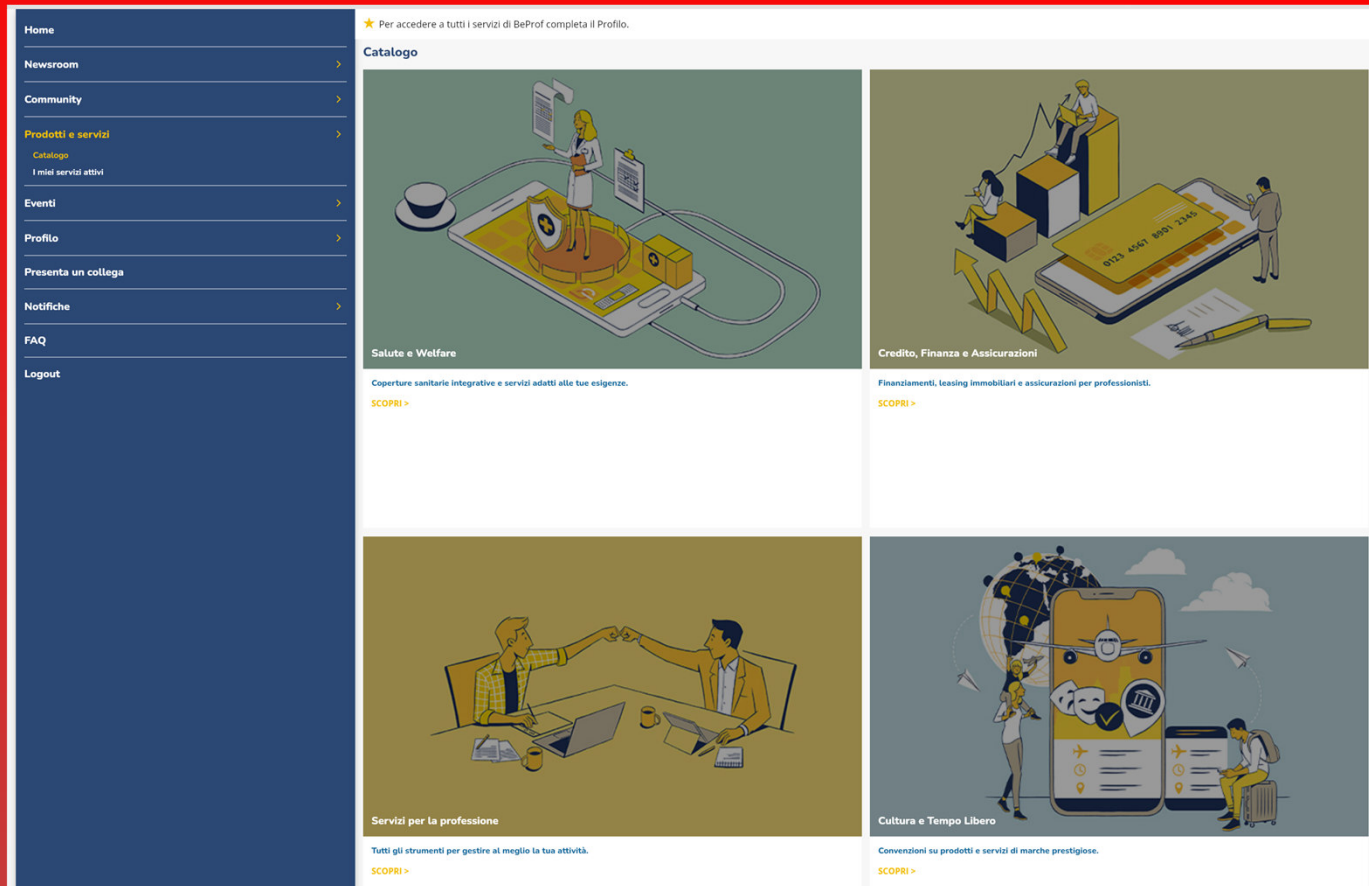 Home
Newsroom
Community
Prodotti e servizi
Catalogo
I miei servizi attivi
Eventi
Profilo
Presenta un collega
Notifiche
FAQ
Logout
Per accedere a tutti i servizi di BeProf completa il Profilo.
Catalogo
Salute e Welfare
Coperture sanitarie integrative e servizi adatti alle tue esigenze.
SCOPRI >
0123 4567 8901 2345
Credito, Finanza e Assicurazioni
Finanziamenti, leasing immobiliari e assicurazioni per professionisti.
SCOPRI >
Servizi per la professione
Tutti gli strumenti per gestire al meglio la tua attività.
SCOPRI >
Cultura e Tempo Libero
Convenzioni su prodotti e servizi di marche prestigiose.
SCOPRI >